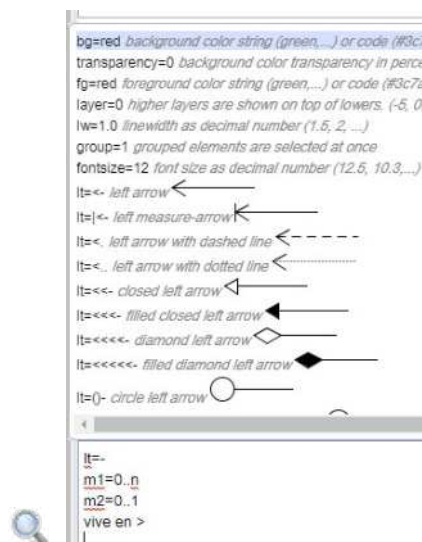 bg=red background color string (green,...) or code (#3c7
transparency=0 background color transparency in perce
fg=red foreground color string (green,...) or code (#3c7a
layer=0 higher layers are shown on top of lowers. (-5, 0
lw=1.0 linewidth as decimal number (1.5, 2, ...)
group=1 grouped elements are selected at once
fontsize=12 font size as decimal number (12.5, 10.3,...)
lt=<- left arrow
lt=|<- left measure-arrow
lt=<. left arrow with dashed line
lt=<.. left arrow with dotted line
lt=<<- closed left arrow
lt=<<<- filled closed left arrow
lt=<<<<- diamond left arrow
lt=<<<<<- filled diamond left arrow
lt=()- circle left arrow
lt=-
m1=0..n
m2=0..1
vive en >